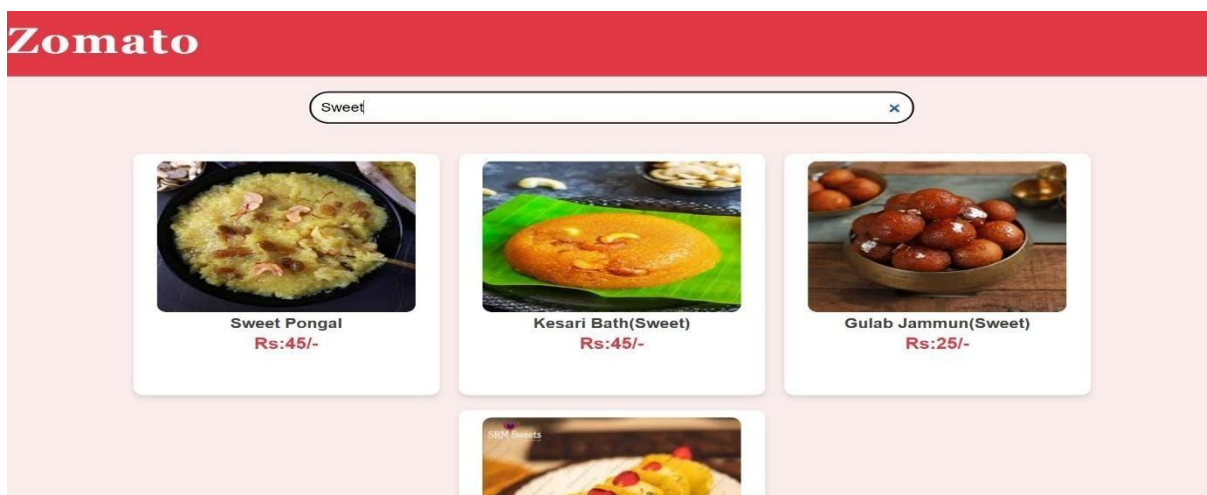 Zomato
Sweet
Sweet Pongal
Rs:45/-
Kesari Bath(Sweet)
Rs:45/-
Gulab Jammun(Sweet)
Rs:25/-
SRM Sweets